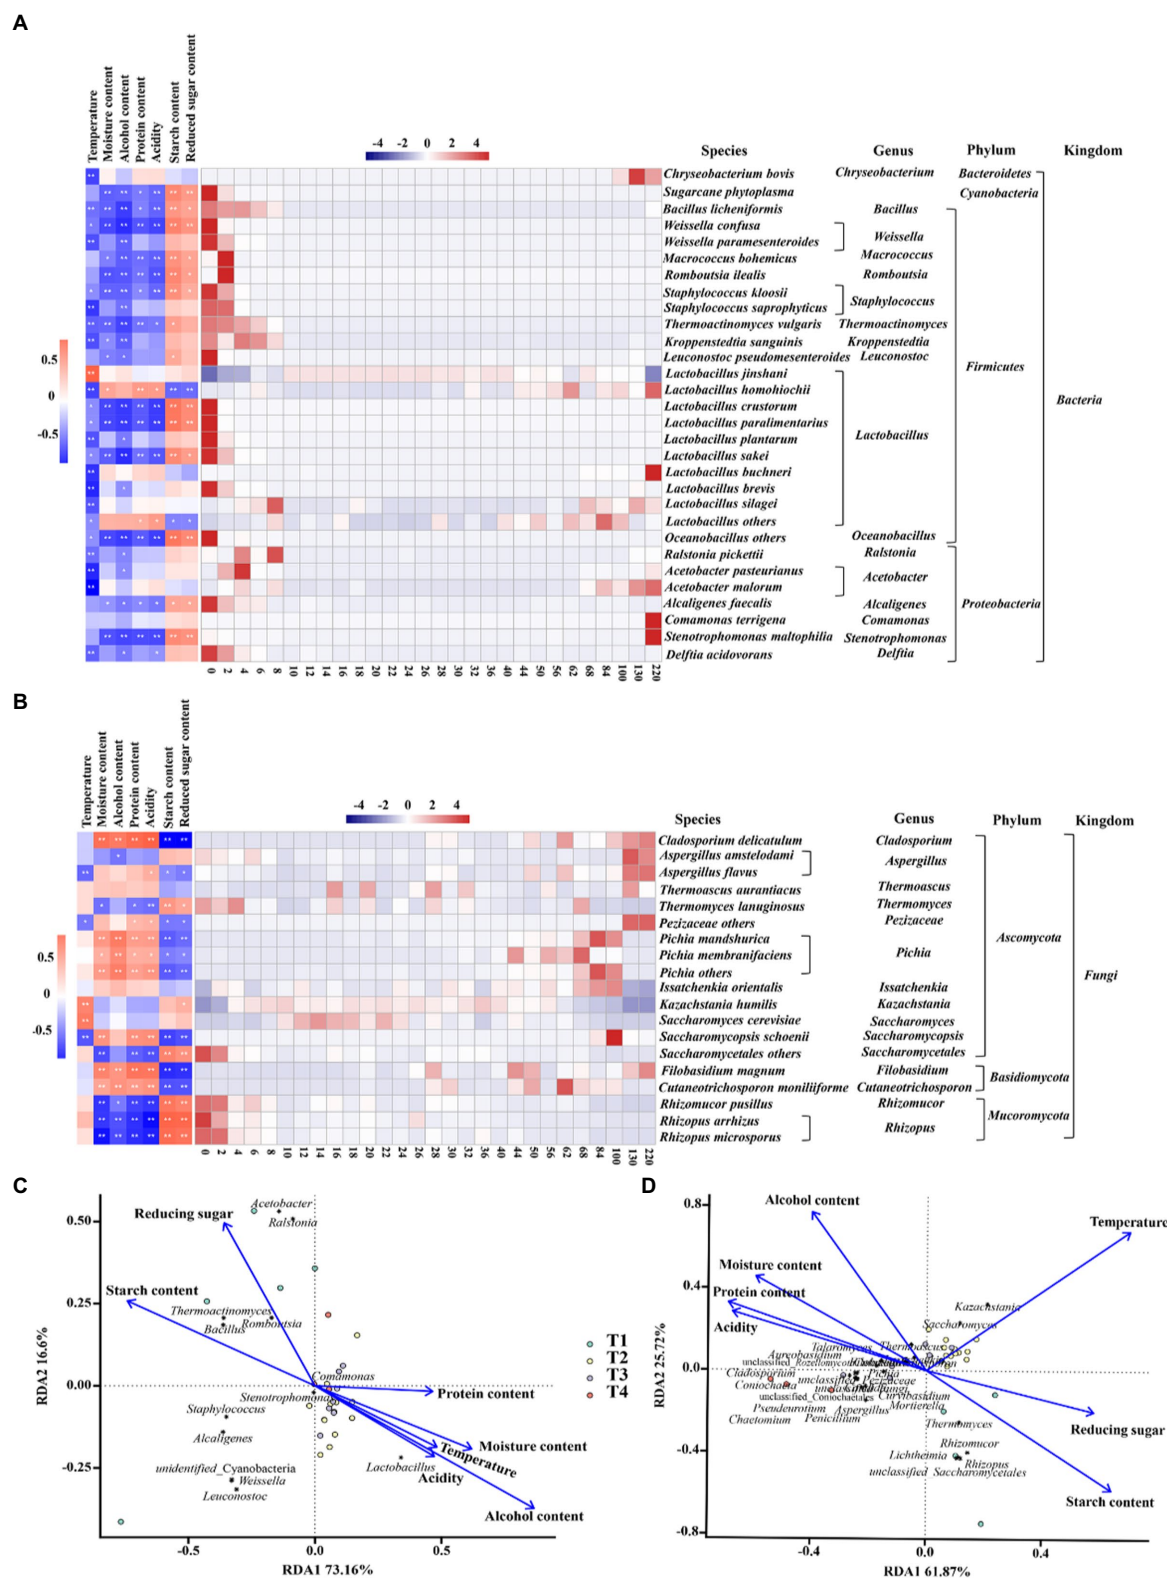 A
Temperature
Moisture content
Alcohol content
Protein content
Acidity
Starch content
Reduced sugar content
-4 -2 0 2 4
Species Genus Phylum Kingdom
Chryseobacterium bovis Chryseobacterium Bacteroidetes
Sugarcane phytoplasma Cyanobacteria
Bacillus licheniformis Bacillus
Weissella confusa
Weissella
Weissella paramesenteroides
Macrococcus bohemicus Macrococcus
Romboutsia ilealis Romboutsia
Staphylococcus kloosii
Staphylococcus
Staphylococcus saprophyticus
Thermoactinomyces vulgaris Thermoactinomyces
Kroppenstedtia sanguinis Kroppenstedtia
Leuconostoc pseudomesenteroides Leuconostoc
Firmicutes
Lactobacillus jinshani
Lactobacillus homohiochii
Bacteria
Lactobacillus crustorum
Lactobacillus paralimentarius
Lactobacillus
Lactobacillus plantarum
Lactobacillus sakei
Lactobacillus buchneri
Lactobacillus brevis
Lactobacillus silagei
Lactobacillus others
Oceanobacillus others Oceanobacillus
Ralstonia pickettii Ralstonia
Acetobacter pasteurianus
Acetobacter
Acetobacter malorum
Alcaligenes faecalis Alcaligenes Proteobacteria
Comamonas terrigena Comamonas
Stenotrophomonas maltophilia Stenotrophomonas
Delftia acidovorans Delftia
0.5
0
-0.5
0 2 4 6 8 10 12 14 16 18 20 22 24 26 28 30 32 36 40 44 50 56 62 68 84 100 130 220
B
Temperature
Moisture content
Alcohol content
Protein content
Acidity
Starch content
Reduced sugar content
-4 -2 0 2 4
Species Genus Phylum Kingdom
Cladosporium delicatulum Cladosporium
Aspergillus amstelodami
Aspergillus
Aspergillus flavus
Thermoascus aurantiacus Thermoascus
Thermomyces lanuginosus Thermomyces
Pezizaceae others Pezizaceae
Pichia mandshurica Ascomycota
Pichia membranifaciens Pichia
Pichia others
Fungi
Issatchenkia orientalis Issatchenkia
Kazachstania humilis Kazachstania
Saccharomyces cerevisiae Saccharomyces
Saccharomycopsis schoenii Saccharomycopsis
Saccharomycetales others Saccharomycetales
Filobasidium magnum Filobasidium
Basidiomycota
Cutaneotrichosporon moniliiforme Cutaneotrichosporon
Rhizomucor pusillus Rhizomucor
Mucoromycota
Rhizopus arrhizus
Rhizopus
Rhizopus microsporus
0.5
0
-0.5
0 2 4 6 8 10 12 14 16 18 20 22 24 26 28 30 32 36 40 44 50 56 62 68 84 100 130 220
C
RDA2 16.6%
0.50
0.25
0.00
-0.25
Acetobacter
Reducing sugar
Ralstonia
Starch content
Thermoactinomyces
Bacillus
Romboutsia
Comamonas
Stenotrophomonas
Protein content
Staphylococcus
Alcaligenes
Moisture content
Temperature
Acidity
Lactobacillus
unidentified_Cyanobacteria
Weissella
Leuconostoc
Alcohol content
-0.5 0.0 0.5
RDA1 73.16%
T1
T2
T3
T4
D
RDA2 25.72%
0.8
0.4
0.0
-0.4
-0.8
Alcohol content
Temperature
Moisture content
Protein content
Acidity
Kazachstania
Saccharomyces
Talaromyces
Thermoascus
Aureobasidium
unclassified_Rozellomycota
Cladosporium
Pichia
Coniochaeta
unclassified
Pezizaceae
unclassified_Coniochaetales
Curvibasidium
Pseudeurotium
Aspergillus
Mortierella
Chaetomium
Penicillium
Thermomyces
Reducing sugar
Rhizomucor
Lichtheimia
Rhizopus
unclassified_Saccharomycetales
Starch content
-0.4 0.0 0.4
RDA1 61.87%